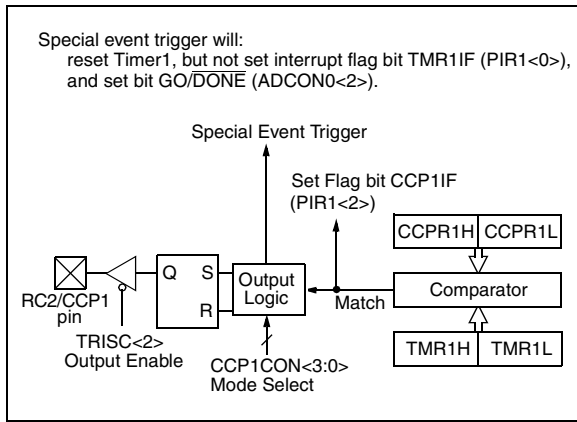 Special event trigger will:
reset Timer1, but not set interrupt flag bit TMR1IF (PIR1<0>),
and set bit GO/DONE (ADCON0<2>).
Special Event Trigger
Set Flag bit CCP1IF
(PIR1<2>)
CCPR1H CCPR1L
Q S
R
Output
Logic
Match
Comparator
RC2/CCP1
pin
TRISC<2>
Output Enable
CCP1CON<3:0>
Mode Select
TMR1H TMR1L